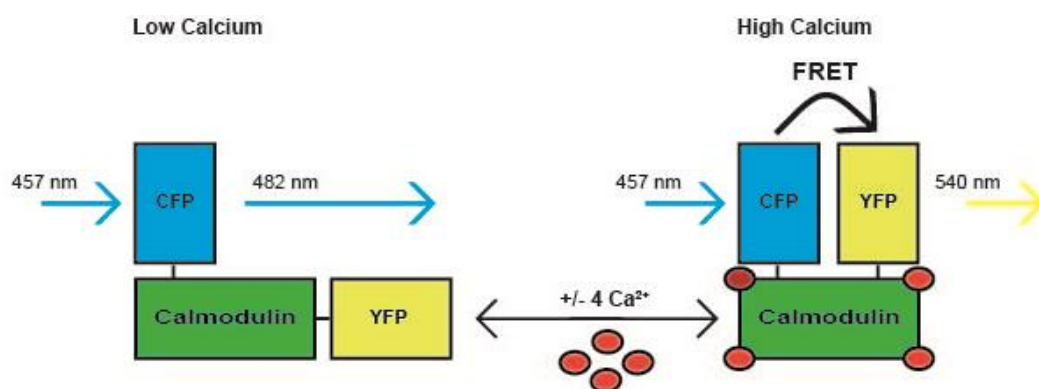 Low Calcium
High Calcium
FRET
457 nm
CFP
482 nm
457 nm
CFP
YFP
540 nm
Calmodulin
YFP
+/- 4 Ca²⁺
Calmodulin